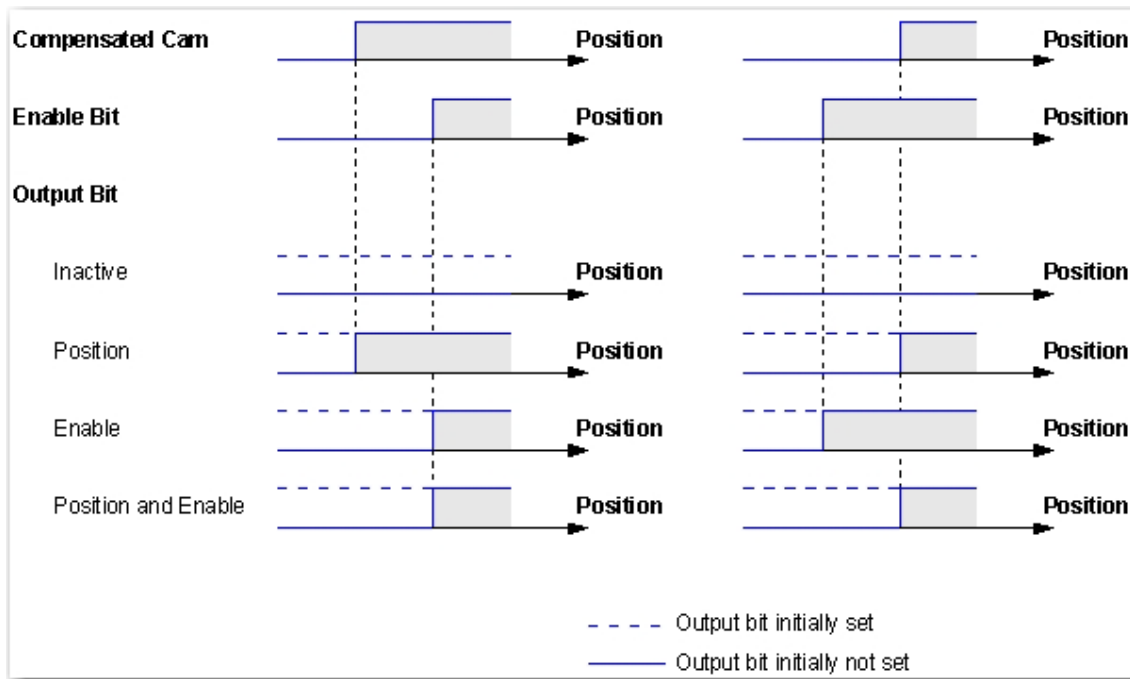 Compensated Cam Position Position
Enable Bit Position Position
Output Bit
Inactive Position Position
Position Position Position
Enable Position Position
Position and Enable Position Position
Output bit initially set
Output bit initially not set